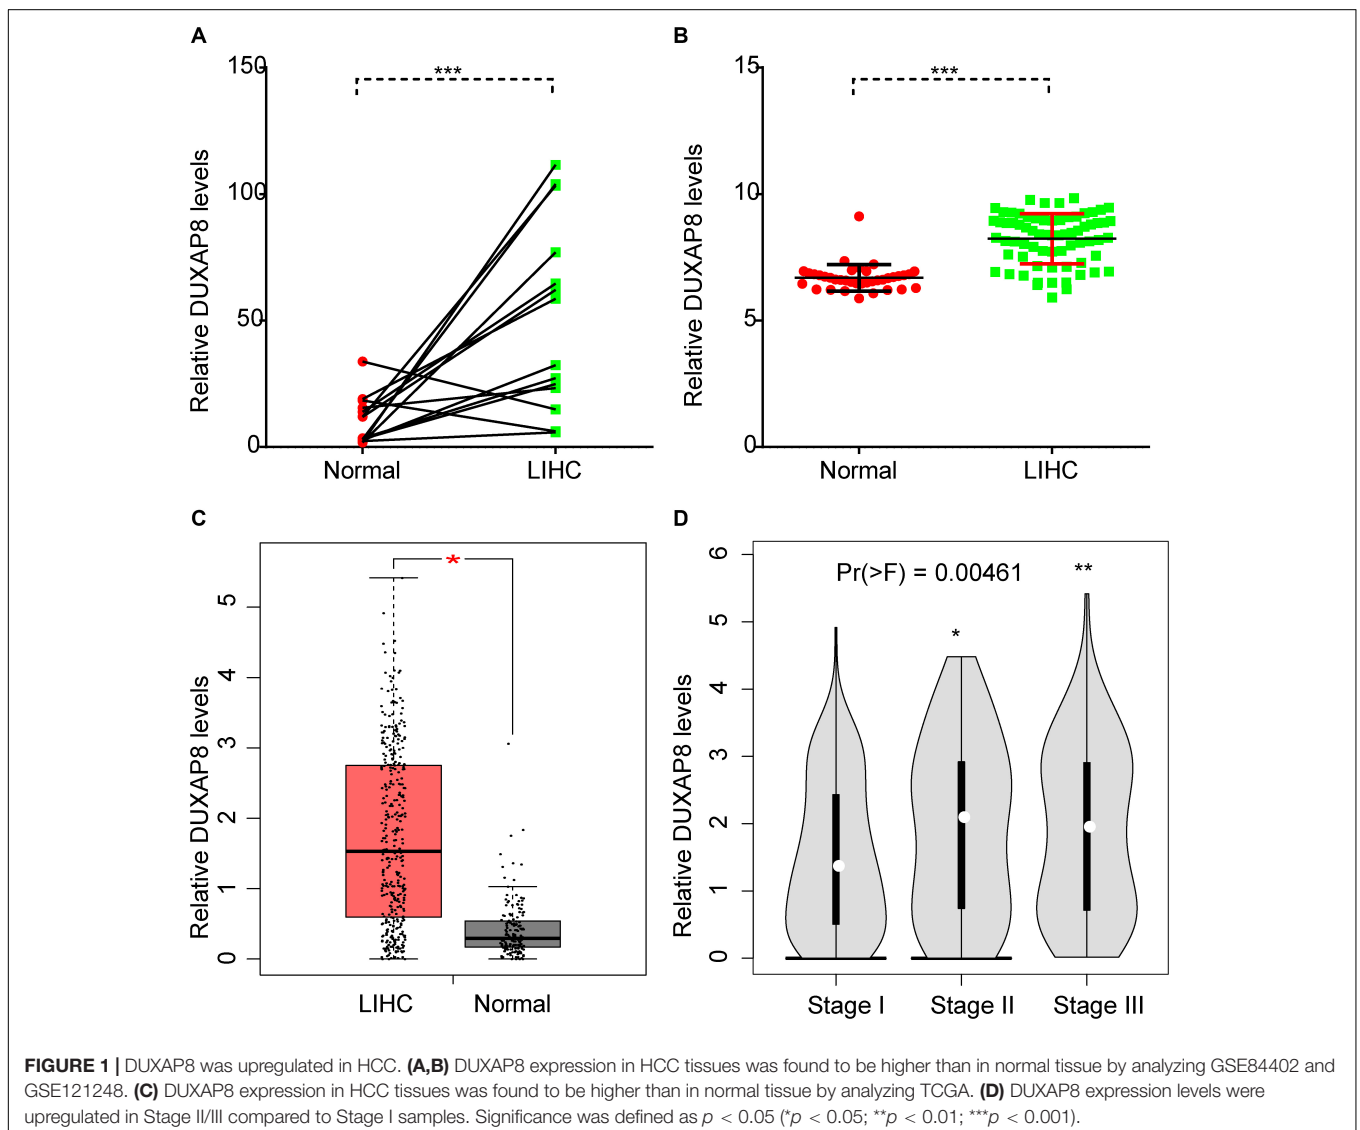 A
150
100
50
0
Relative DUXAP8 levels
***
Normal
LIHC
B
15
10
5
0
Relative DUXAP8 levels
***
Normal
LIHC
C
5
4
3
2
1
0
Relative DUXAP8 levels
*
LIHC
Normal
D
6
5
4
3
2
1
0
Relative DUXAP8 levels
Pr(>F) = 0.00461
*
**
Stage I
Stage II
Stage III
FIGURE 1 | DUXAP8 was upregulated in HCC. (A,B) DUXAP8 expression in HCC tissues was found to be higher than in normal tissue by analyzing GSE84402 and
GSE121248. (C) DUXAP8 expression in HCC tissues was found to be higher than in normal tissue by analyzing TCGA. (D) DUXAP8 expression levels were
upregulated in Stage II/III compared to Stage I samples. Significance was defined as p < 0.05 (*p < 0.05; **p < 0.01; ***p < 0.001).